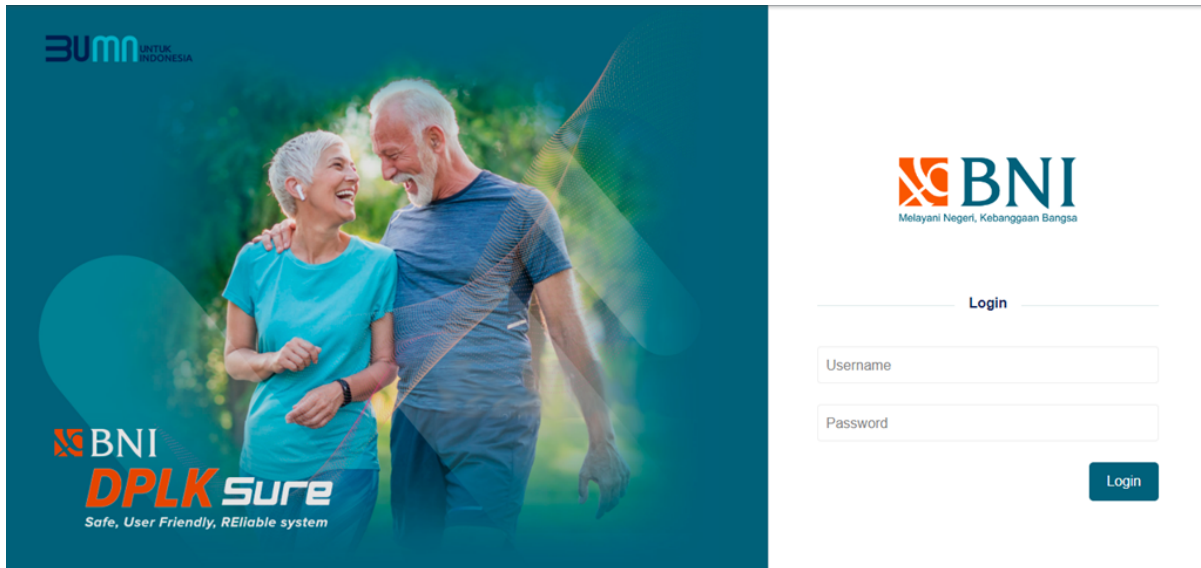 BUMN UNTUK
INDONESIA
BNI
DPLK Sure
Safe, User Friendly, REliable system
BNI
Melayani Negeri, Kebanggaan Bangsa
Login
Username
Password
Login